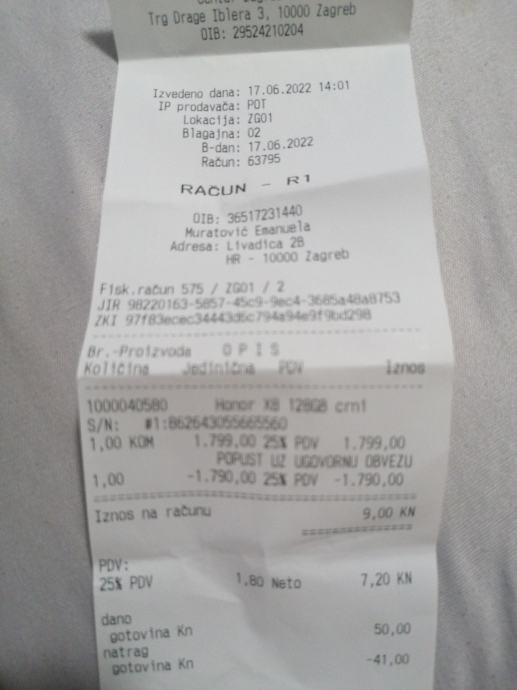 Trg Drage Iblera 3, 10000 Zagreb
OIB: 29524210204
Izvedeno dana: 17.06.2022 14:01
IP prodavača: POT
Lokacija: ZG01
Blagajna: 02
B-dan: 17.06.2022
Račun: 63795
RAČUN - R1
OIB: 36517231440
Muratović Emanuela
Adresa: Livadica 2B
HR - 10000 Zagreb
Fisk.račun 575 / ZG01 / 2
JIR 98220163-5857-45c9-9ec4-3685a48a8753
ZKI 97f83ecec34443d6c794a94e9f9bd298
Br.-Proizvoda O P I S
Količina Jedinična PDV Iznos
1000040580 Honor X8 128GB crni
S/N: #1:862643055665560
1,00 KOM 1.799,00 25% PDV 1.799,00
POPUST UZ UGOVORNU OBVEZU
1,00 -1.790,00 25% PDV -1.790,00
Iznos na računu 9,00 KN
PDV:
25% PDV 1,80 Neto 7,20 KN
dano
gotovina Kn 50,00
natrag
gotovina Kn -41,00